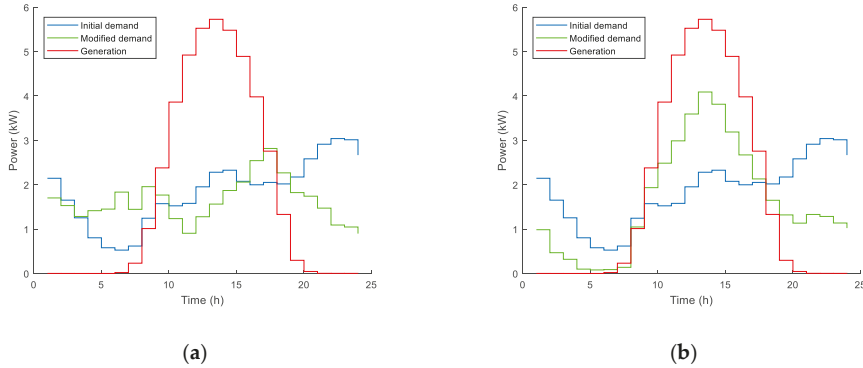 6
5
4
3
2
1
0
Power (kW)
Initial demand
Modified demand
Generation
0
5
10
15
20
25
Time (h)
(a)
6
5
4
3
2
1
0
Power (kW)
Initial demand
Modified demand
Generation
0
5
10
15
20
25
Time (h)
(b)